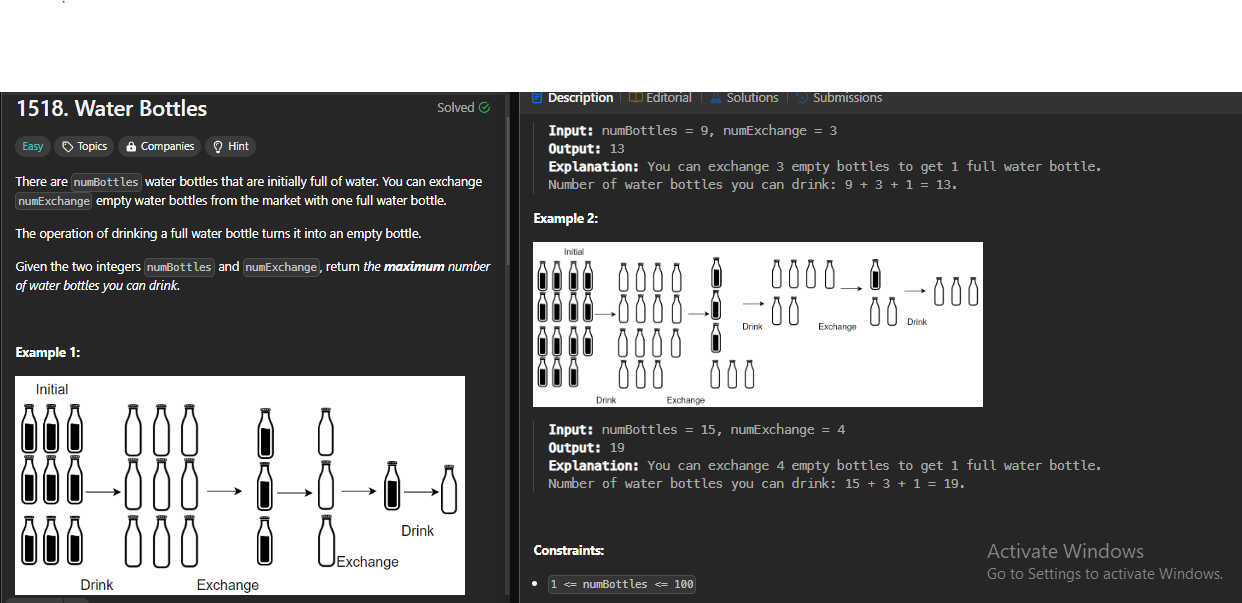 1518. Water Bottles
Solved
Easy
Topics
Companies
Hint
There are numBottles water bottles that are initially full of water. You can exchange
numExchange empty water bottles from the market with one full water bottle.
The operation of drinking a full water bottle turns it into an empty bottle.
Given the two integers numBottles and numExchange, return the maximum number
of water bottles you can drink.
Example 1:
Initial
Drink
Exchange
Exchange
Drink
Description
Editorial
Solutions
Submissions
Input: numBottles = 9, numExchange = 3
Output: 13
Explanation: You can exchange 3 empty bottles to get 1 full water bottle.
Number of water bottles you can drink: 9 + 3 + 1 = 13.
Example 2:
Initial
Drink
Exchange
Drink
Exchange
Drink
Input: numBottles = 15, numExchange = 4
Output: 19
Explanation: You can exchange 4 empty bottles to get 1 full water bottle.
Number of water bottles you can drink: 15 + 3 + 1 = 19.
Constraints:
1 <= numBottles <= 100
Activate Windows
Go to Settings to activate Windows.